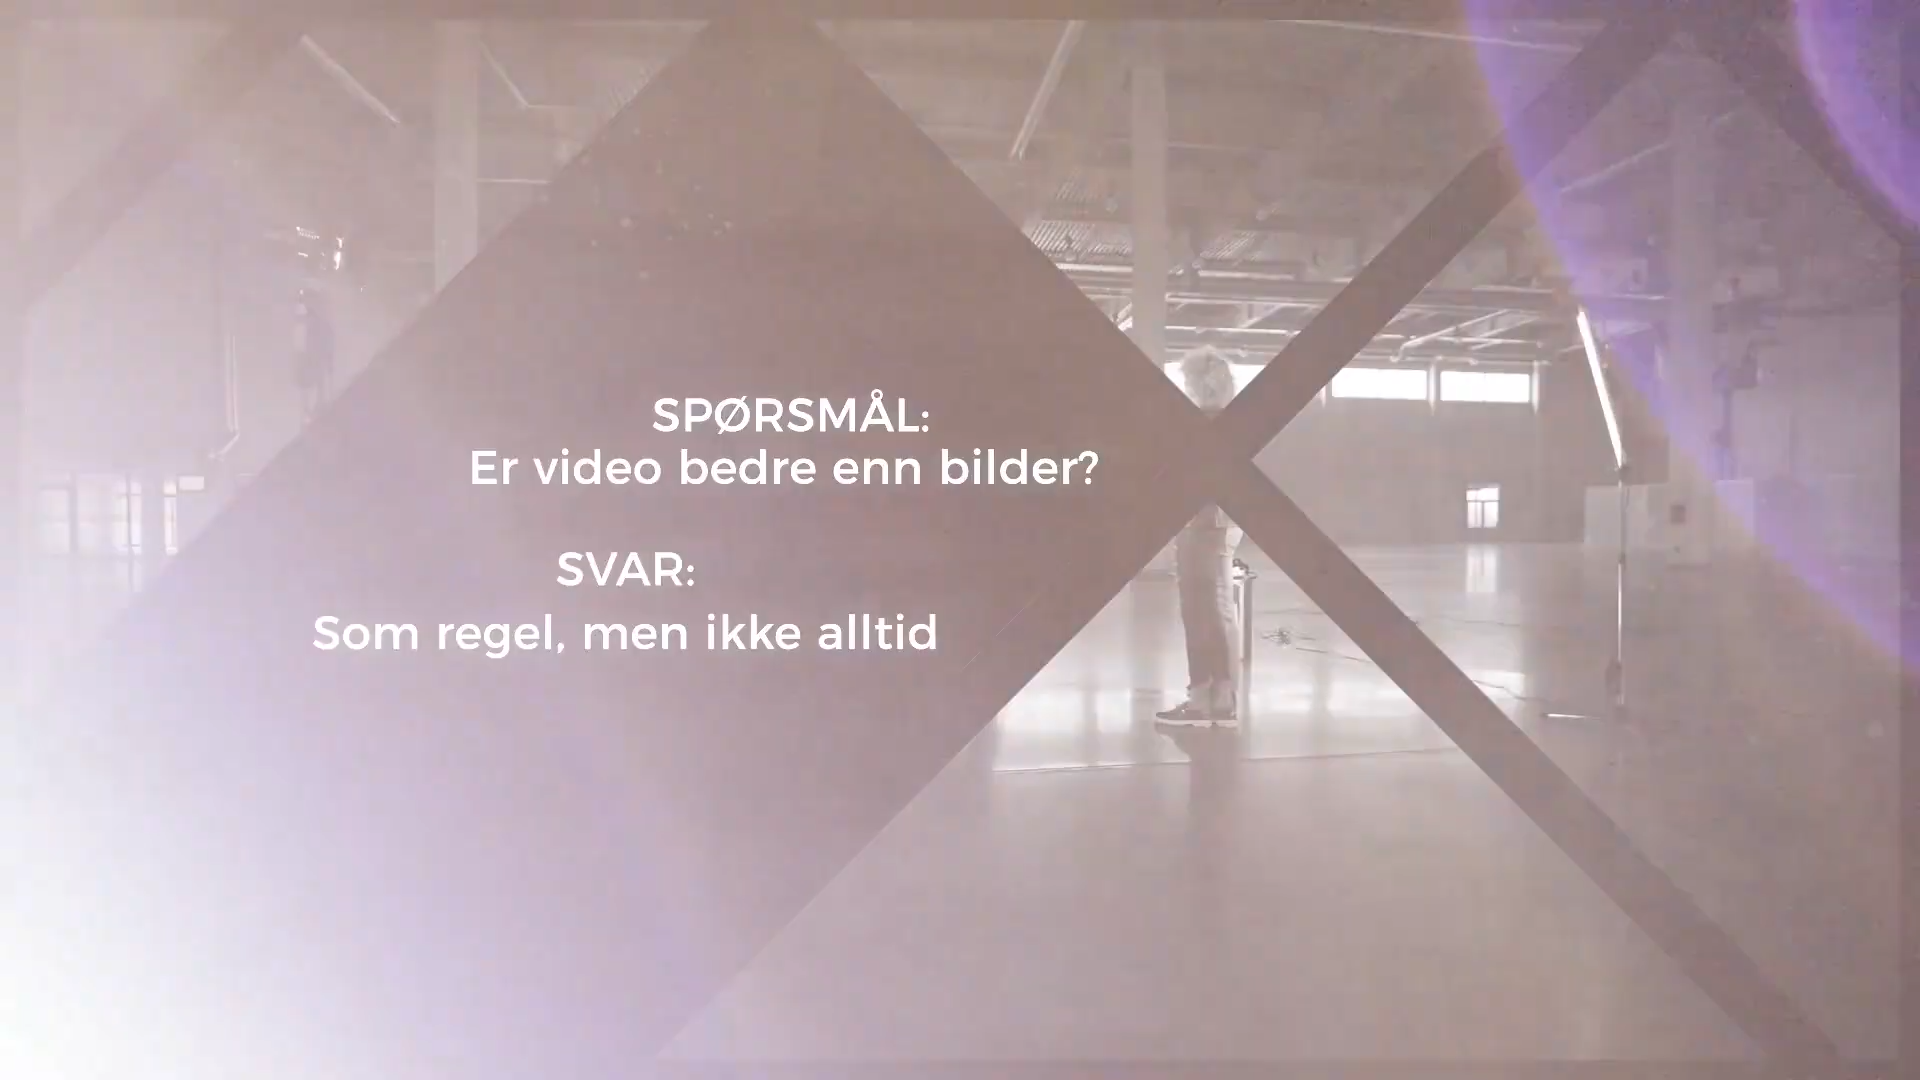 SPØRSMÅL:
Er video bedre enn bilder?
SVAR:
Som regel, men ikke alltid